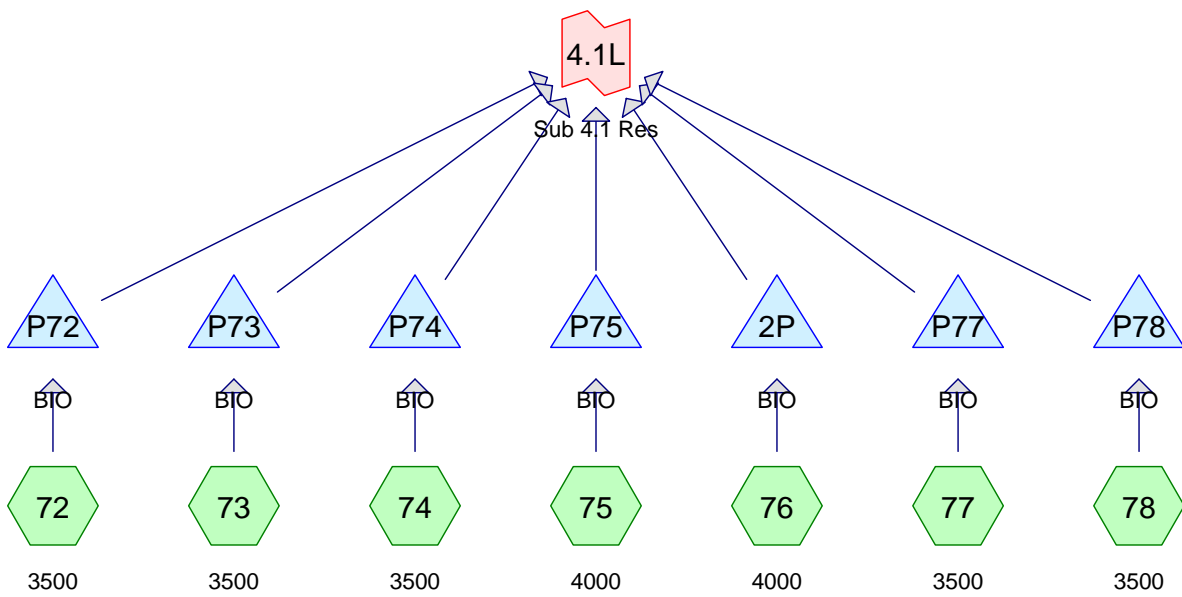 4.1L
Sub 4.1 Res
P72 P73 P74 P75 2P P77 P78
BIO BIO BIO BIO BIO BIO BIO
72 73 74 75 76 77 78
3500 3500 3500 4000 4000 3500 3500